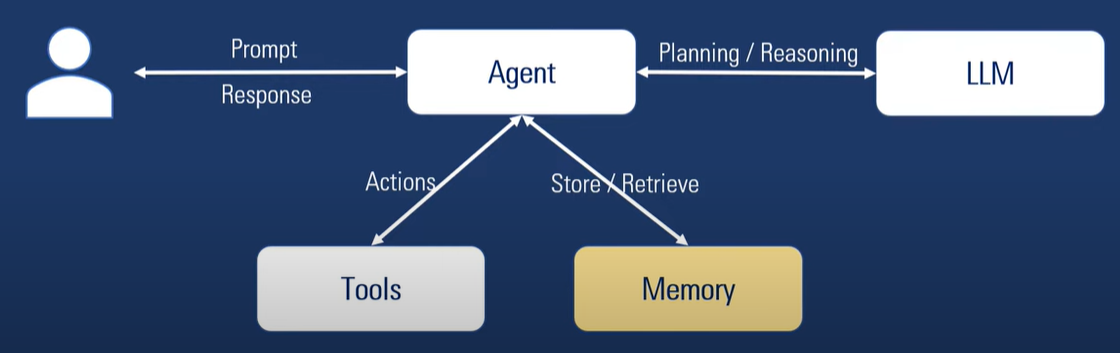 Prompt
Response
Agent
Planning / Reasoning
LLM
Actions
Store / Retrieve
Tools
Memory